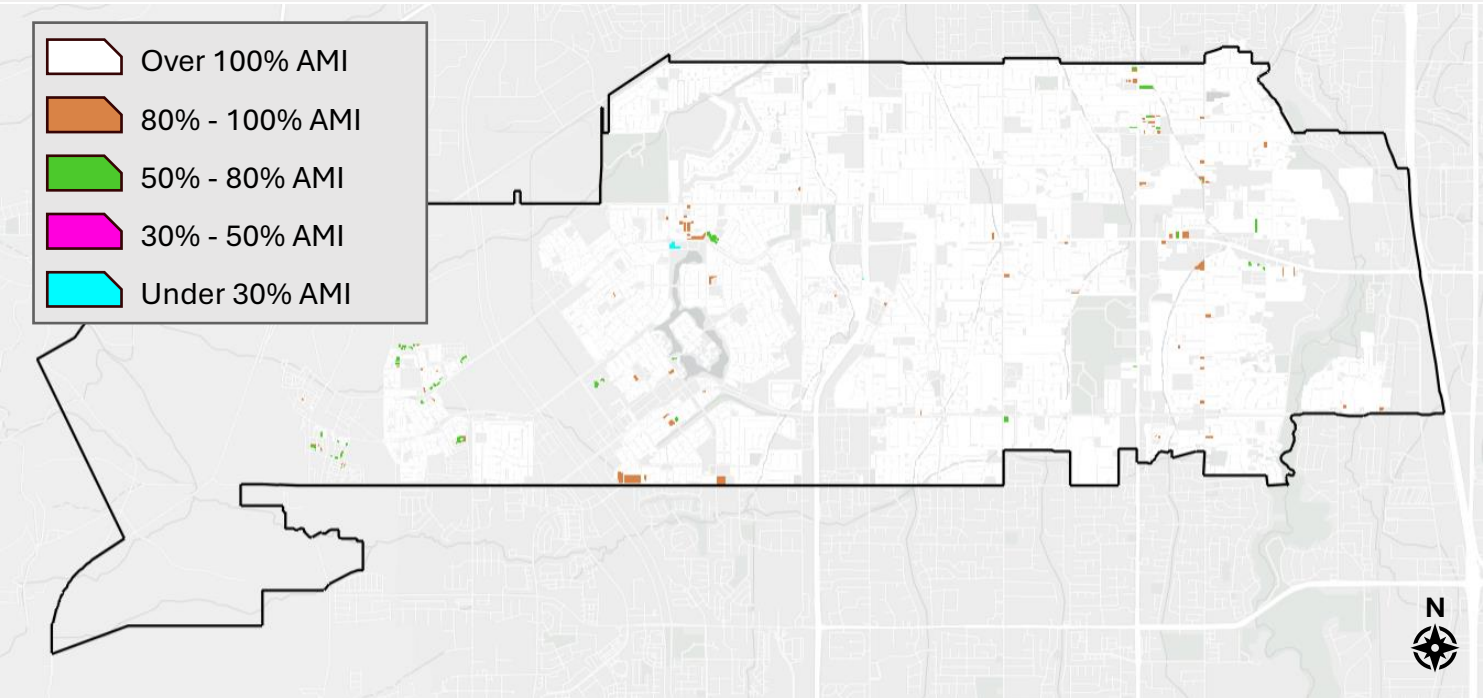 Over 100% AMI
80% - 100% AMI
50% - 80% AMI
30% - 50% AMI
Under 30% AMI
N